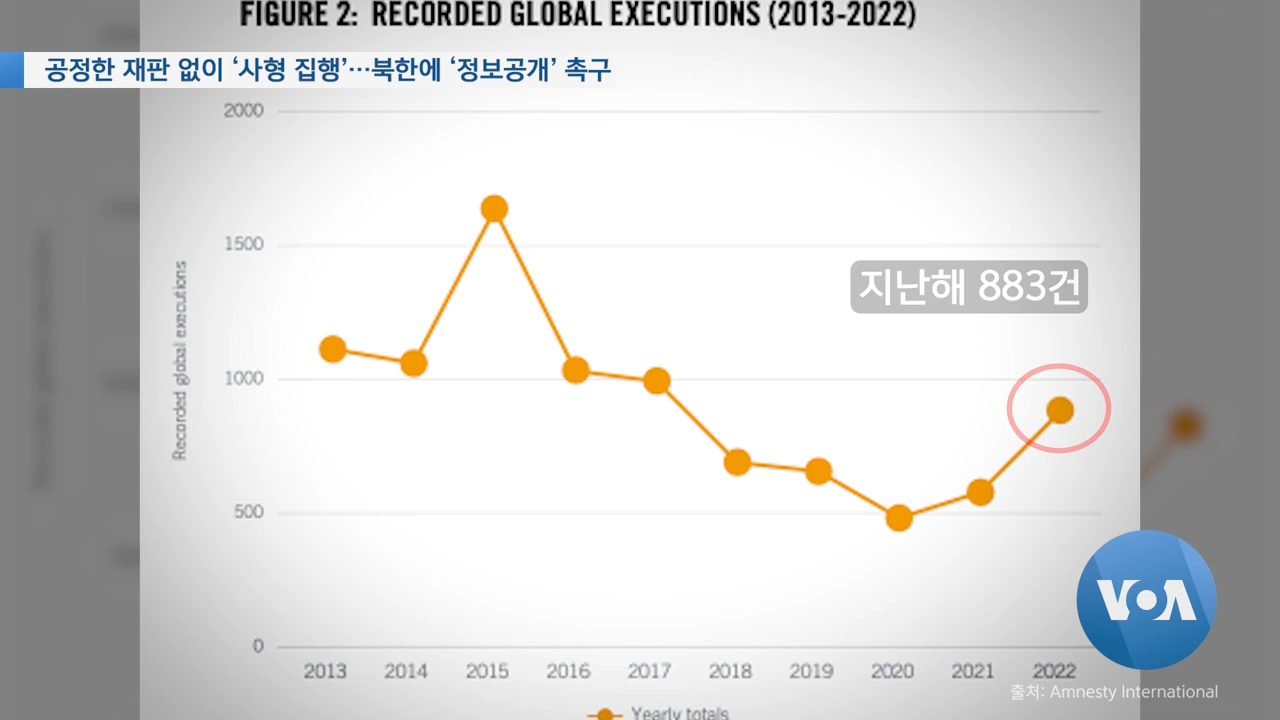 FIGURE 2: RECORDED GLOBAL EXECUTIONS (2013-2022)
공정한 재판 없이 ‘사형 집행’…북한에 ‘정보공개’ 촉구
2000
1500
지난해 883건
Recorded global executions
1000
500
0
2013 2014 2015 2016 2017 2018 2019 2020 2021 2022
VOA
출처: Amnesty International
Yearly totals